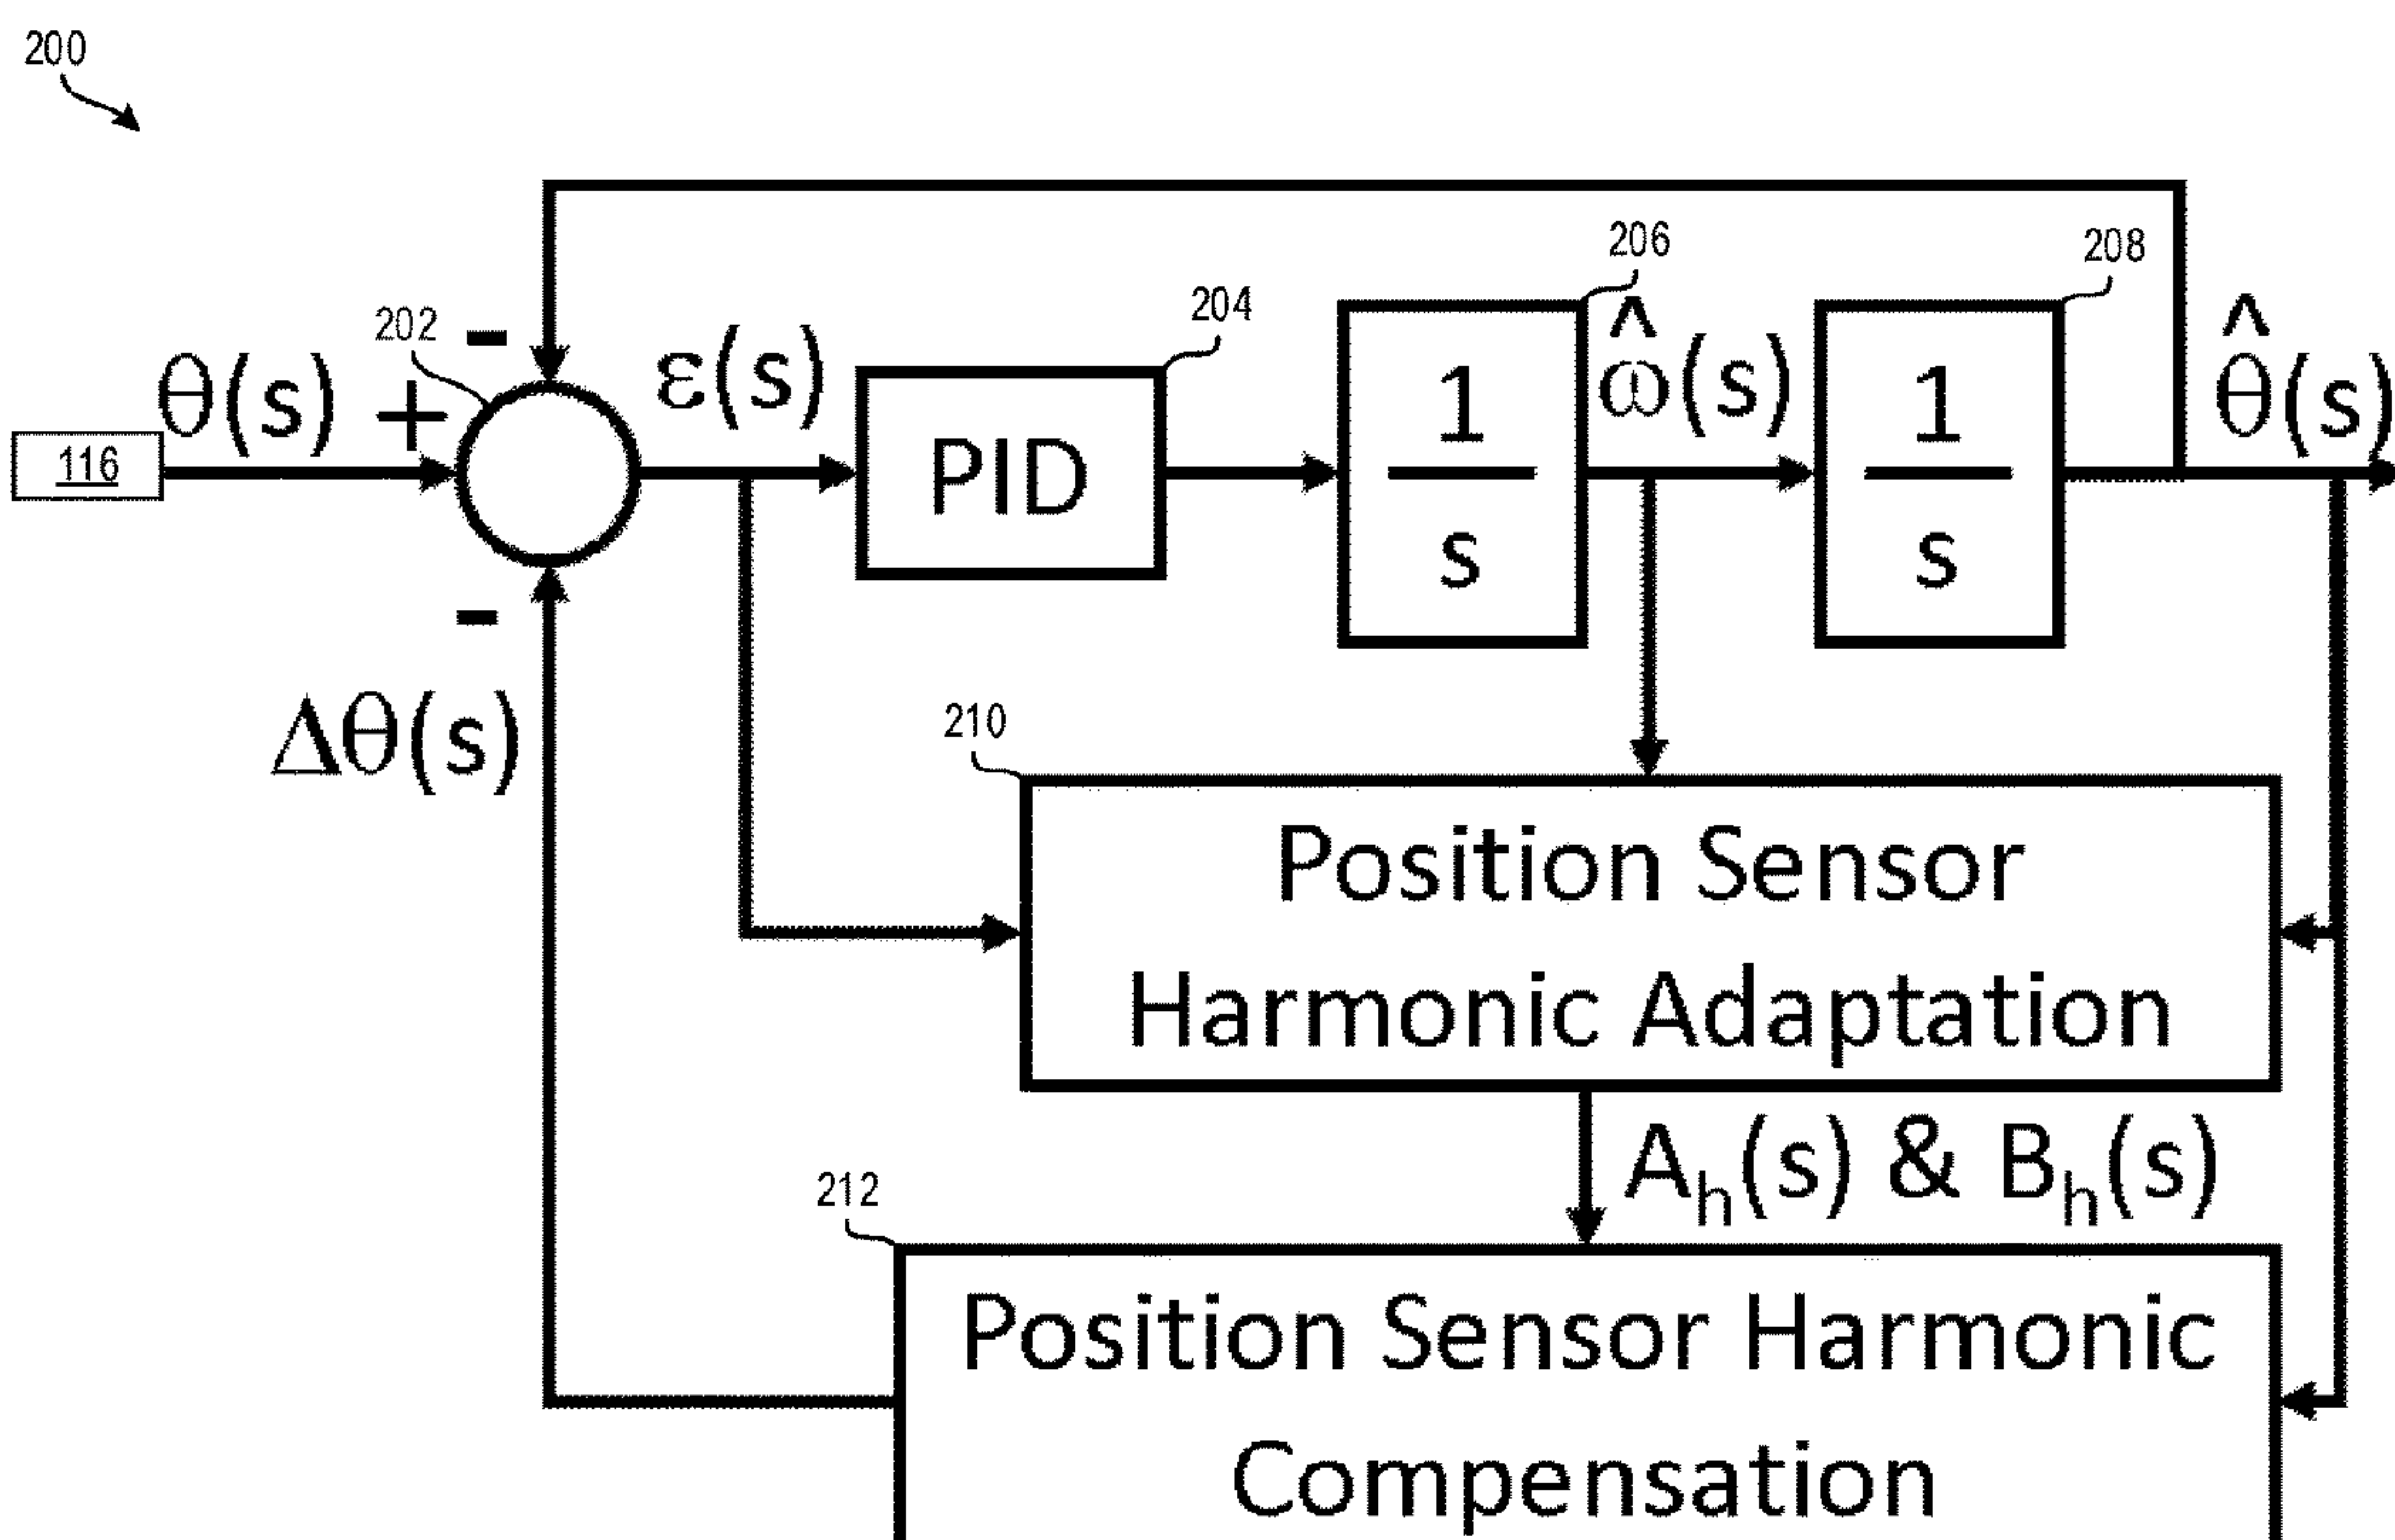 200
206
208
204
202
-
θ(s)
+
ε(s)
ω̂(s)
θ̂(s)
116
PID
1
s
1
s
-
Δθ(s)
210
Position Sensor
Harmonic Adaptation
Aₕ(s) & Bₕ(s)
212
Position Sensor Harmonic
Compensation